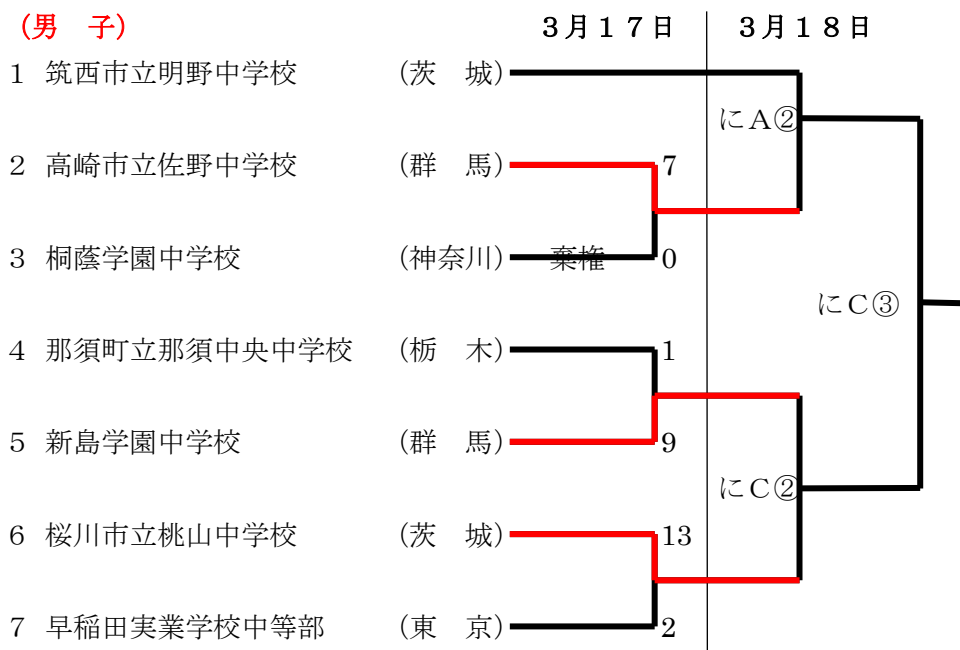 （男　子） ３月１７日 ３月１８日
1 筑西市立明野中学校 （茨　城）
にＡ②
2 高崎市立佐野中学校 （群　馬） 7
3 桐蔭学園中学校 （神奈川） 棄権 0
にＣ③
4 那須町立那須中央中学校 （栃　木） 1
5 新島学園中学校 （群　馬） 9
にＣ②
6 桜川市立桃山中学校 （茨　城） 13
7 早稲田実業学校中等部 （東　京） 2